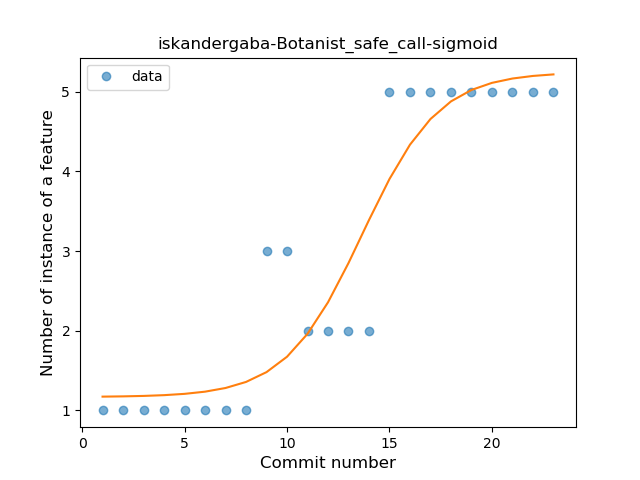 iskandergaba-Botanist_safe_call-sigmoid
data
Number of instance of a feature
5
4
3
2
1
0
5
10
15
20
Commit number